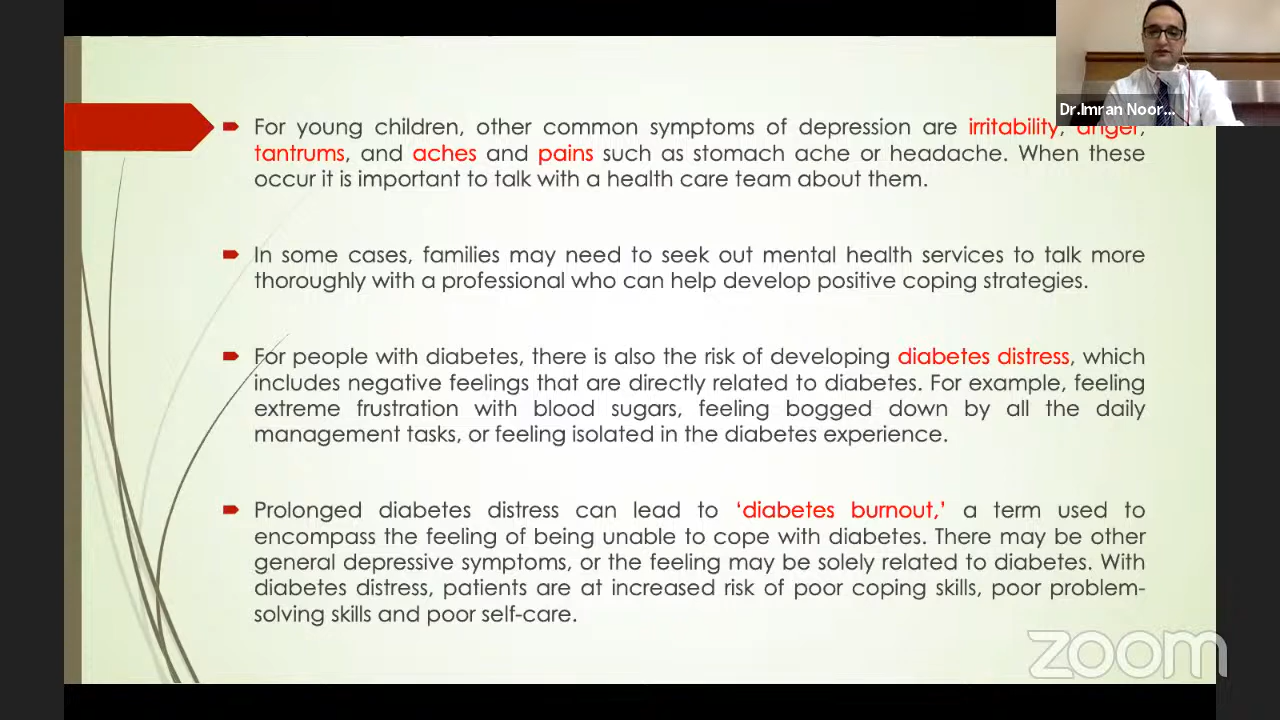 Dr.Imran Noor...
For young children, other common symptoms of depression are irritability, anger,
tantrums, and aches and pains such as stomach ache or headache. When these
occur it is important to talk with a health care team about them.
In some cases, families may need to seek out mental health services to talk more
thoroughly with a professional who can help develop positive coping strategies.
For people with diabetes, there is also the risk of developing diabetes distress, which
includes negative feelings that are directly related to diabetes. For example, feeling
extreme frustration with blood sugars, feeling bogged down by all the daily
management tasks, or feeling isolated in the diabetes experience.
Prolonged diabetes distress can lead to ‘diabetes burnout,’ a term used to
encompass the feeling of being unable to cope with diabetes. There may be other
general depressive symptoms, or the feeling may be solely related to diabetes. With
diabetes distress, patients are at increased risk of poor coping skills, poor problem-
solving skills and poor self-care.
zoom